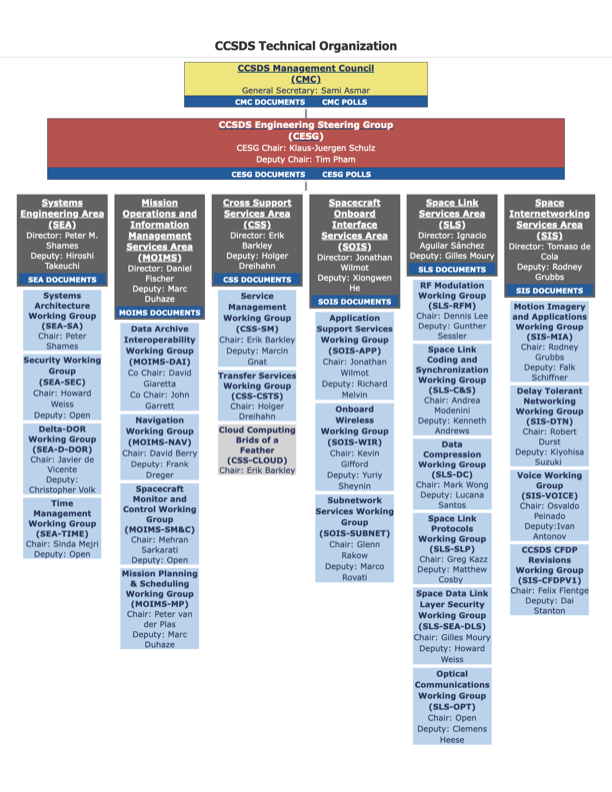 CCSDS Technical Organization
CCSDS Management Council
(CMC)
General Secretary: Sami Asmar
CMC DOCUMENTS CMC POLLS
CCSDS Engineering Steering Group
(CESG)
CESG Chair: Klaus-Juergen Schulz
Deputy Chair: Tim Pham
CESG DOCUMENTS CESG POLLS
Systems
Engineering Area
(SEA)
Director: Peter M.
Shames
Deputy: Hiroshi
Takeuchi
SEA DOCUMENTS
Systems
Architecture
Working Group
(SEA-SA)
Chair: Peter
Shames
Security Working
Group
(SEA-SEC)
Chair: Howard
Weiss
Deputy: Open
Delta-DOR
Working Group
(SEA-D-DOR)
Chair: Javier de
Vicente
Deputy:
Christopher Volk
Time
Management
Working Group
(SEA-TIME)
Chair: Sinda Mejri
Deputy: Open
Mission
Operations and
Information
Management
Services Area
(MOIMS)
Director: Daniel
Fischer
Deputy: Marc
Duhaze
MOIMS DOCUMENTS
Data Archive
Interoperability
Working Group
(MOIMS-DAI)
Co Chair: David
Giaretta
Co Chair: John
Garrett
Navigation
Working Group
(MOIMS-NAV)
Chair: David Berry
Deputy: Frank
Dreger
Spacecraft
Monitor and
Control Working
Group
(MOIMS-SM&C)
Chair: Mehran
Sarkarati
Deputy: Open
Mission Planning
& Scheduling
Working Group
(MOIMS-MP)
Chair: Peter van
der Plas
Deputy: Marc
Duhaze
Cross Support
Services Area
(CSS)
Director: Erik
Barkley
Deputy: Holger
Dreihahn
CSS DOCUMENTS
Service
Management
Working Group
(CSS-SM)
Chair: Erik Barkley
Deputy: Marcin
Gnat
Transfer Services
Working Group
(CSS-CSTS)
Chair: Holger
Dreihahn
Cloud Computing
Brids of a
Feather
(CSS-CLOUD)
Chair: Erik Barkley
Spacecraft
Onboard
Interface
Services Area
(SOIS)
Director: Jonathan
Wilmot
Deputy: Xiongwen
He
SOIS DOCUMENTS
Application
Support Services
Working Group
(SOIS-APP)
Chair: Jonathan
Wilmot
Deputy: Richard
Melvin
Onboard
Wireless
Working Group
(SOIS-WIR)
Chair: Kevin
Gifford
Deputy: Yuriy
Sheynin
Subnetwork
Services Working
Group
(SOIS-SUBNET)
Chair: Glenn
Rakow
Deputy: Marco
Rovati
Space Link
Services Area
(SLS)
Director: Ignacio
Aguilar Sánchez
Deputy: Gilles Moury
SLS DOCUMENTS
RF Modulation
Working Group
(SLS-RFM)
Chair: Dennis Lee
Deputy: Gunther
Sessler
Space Link
Coding and
Synchronization
Working Group
(SLS-C&S)
Chair: Andrea
Modenini
Deputy: Kenneth
Andrews
Data
Compression
Working Group
(SLS-DC)
Chair: Mark Wong
Deputy: Lucana
Santos
Space Link
Protocols
Working Group
(SLS-SLP)
Chair: Greg Kazz
Deputy: Matthew
Cosby
Space Data Link
Layer Security
Working Group
(SLS-SEA-DLS)
Chair: Gilles Moury
Deputy: Howard
Weiss
Optical
Communications
Working Group
(SLS-OPT)
Chair: Open
Deputy: Clemens
Heese
Space
Internetworking
Services Area
(SIS)
Director: Tomaso de
Cola
Deputy: Rodney
Grubbs
SIS DOCUMENTS
Motion Imagery
and Applications
Working Group
(SIS-MIA)
Chair: Rodney
Grubbs
Deputy: Falk
Schiffner
Delay Tolerant
Networking
Working Group
(SIS-DTN)
Chair: Robert
Durst
Deputy: Kiyohisa
Suzuki
Voice Working
Group
(SIS-VOICE)
Chair: Osvaldo
Peinado
Deputy:Ivan
Antonov
CCSDS CFDP
Revisions
Working Group
(SIS-CFDPV1)
Chair: Felix Flentge
Deputy: Dai
Stanton